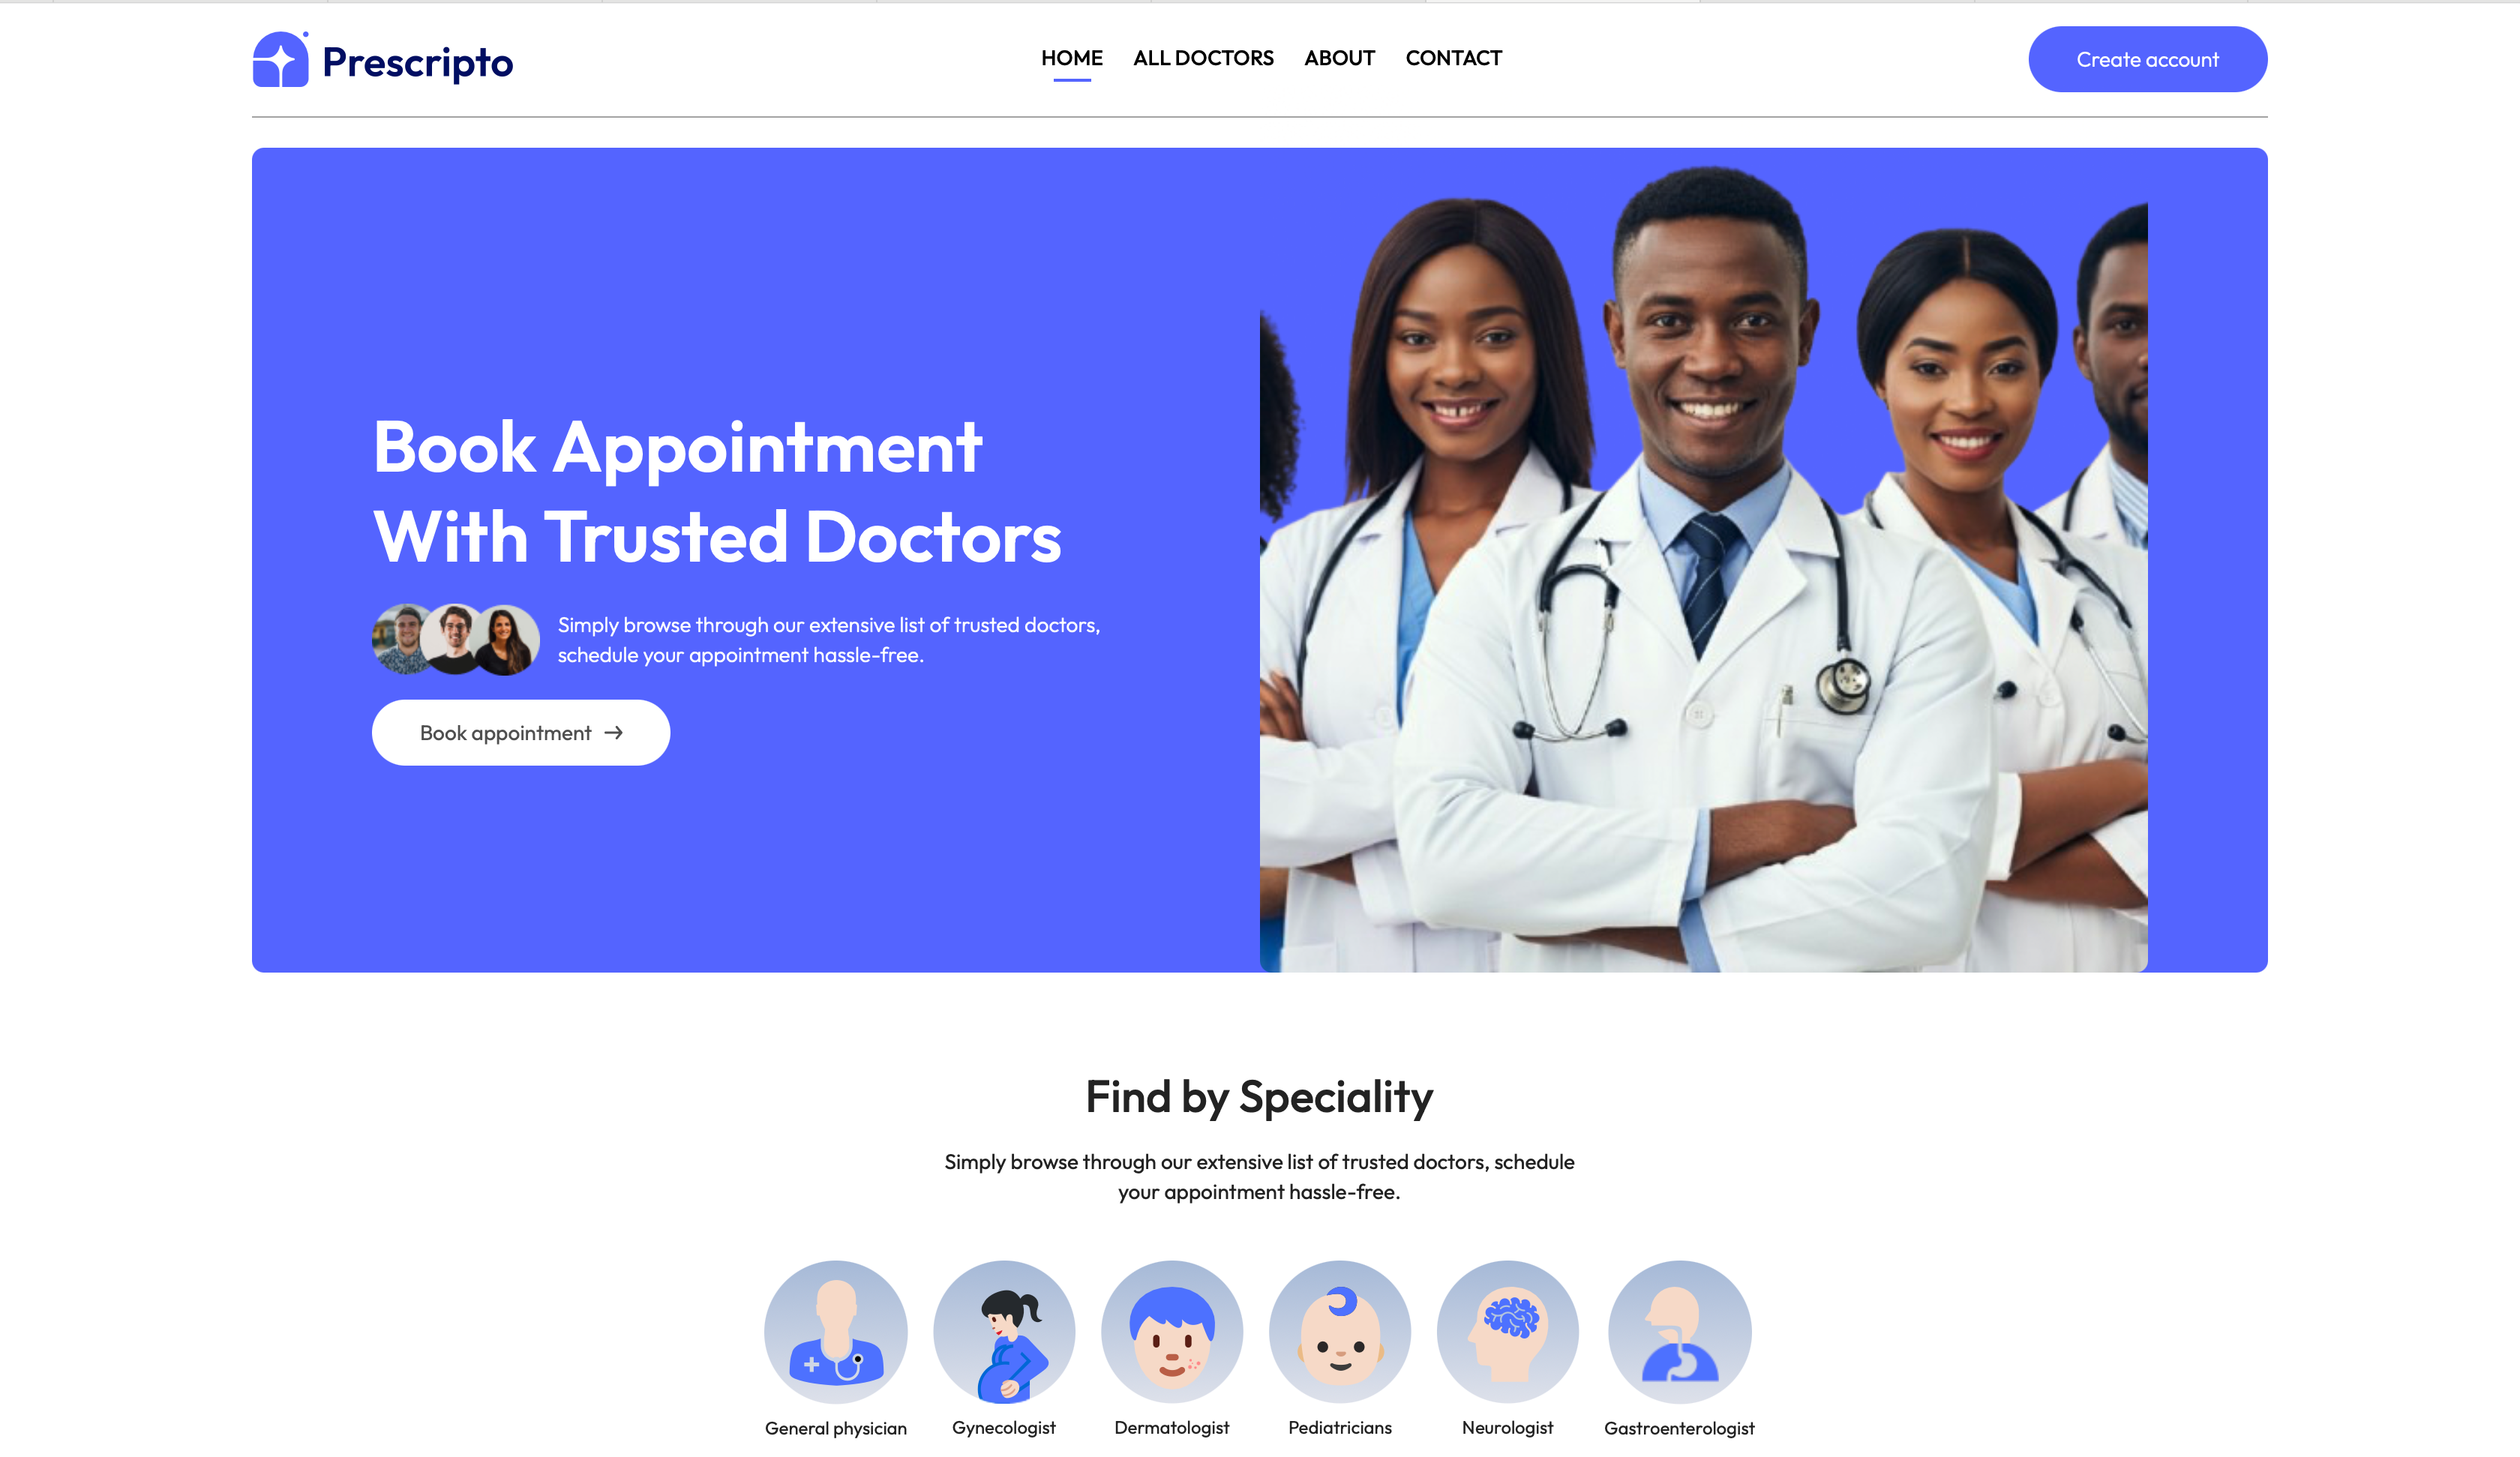 Prescripto
HOME
ALL DOCTORS
ABOUT
CONTACT
Create account
Book Appointment
With Trusted Doctors
Simply browse through our extensive list of trusted doctors,
schedule your appointment hassle-free.
Book appointment →
Find by Speciality
Simply browse through our extensive list of trusted doctors, schedule
your appointment hassle-free.
General physician
Gynecologist
Dermatologist
Pediatricians
Neurologist
Gastroenterologist